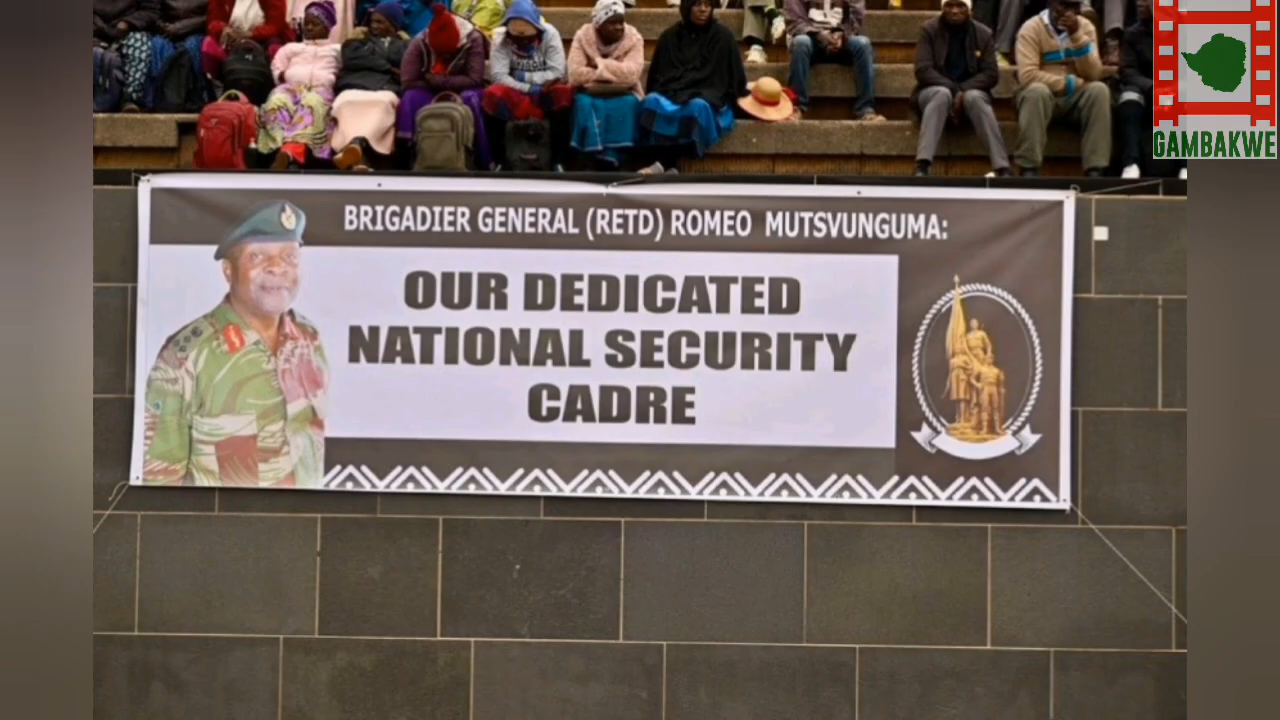 GAMBAKWE
BRIGADIER GENERAL (RETD) ROMEO MUTSVUNGUMA:
OUR DEDICATED
NATIONAL SECURITY
CADRE